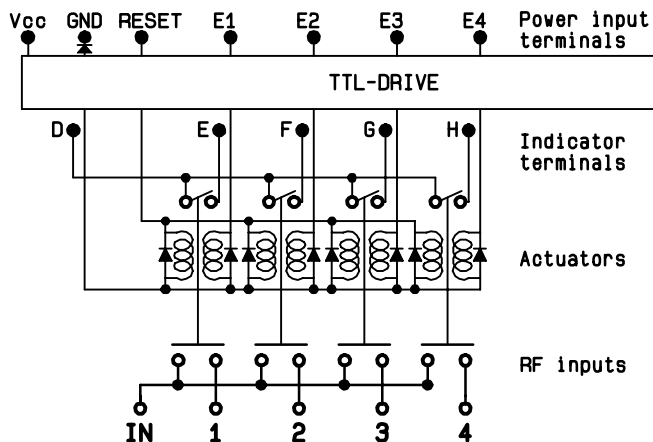 Vcc GND RESET E1 E2 E3 E4 Power input
terminals
TTL-DRIVE
D E F G H Indicator
terminals
Actuators
RF inputs
IN 1 2 3 4